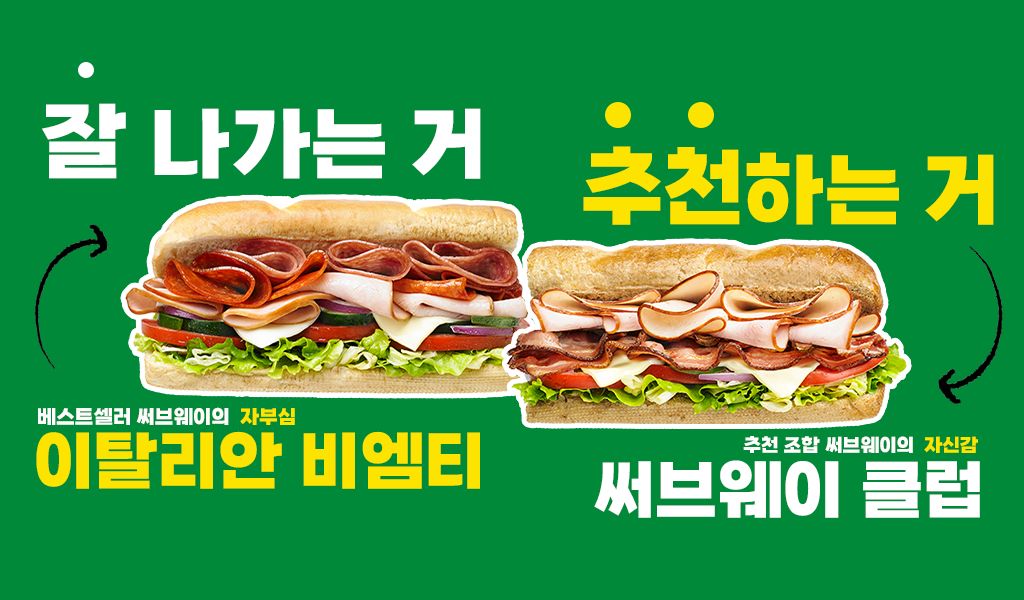 잘 나가는 거
추천하는 거
베스트셀러 써브웨이의 자부심
이탈리안 비엠티
추천 조합 써브웨이의 자신감
써브웨이 클럽